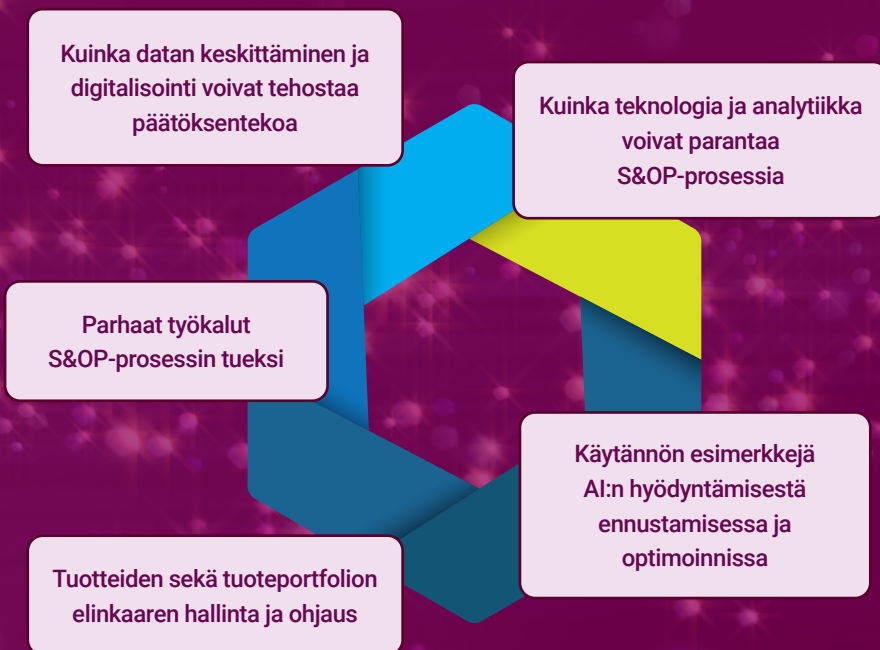 Kuinka datan keskittäminen ja
digitalisointi voivat tehostaa
päätöksentekoa
Kuinka teknologia ja analytiikka
voivat parantaa
S&OP-prosessia
Parhaat työkalut
S&OP-prosessin tueksi
Käytännön esimerkkejä
AI:n hyödyntämisestä
ennustamisessa ja
optimoinnissa
Tuotteiden sekä tuoteportfolion
elinkaaren hallinta ja ohjaus